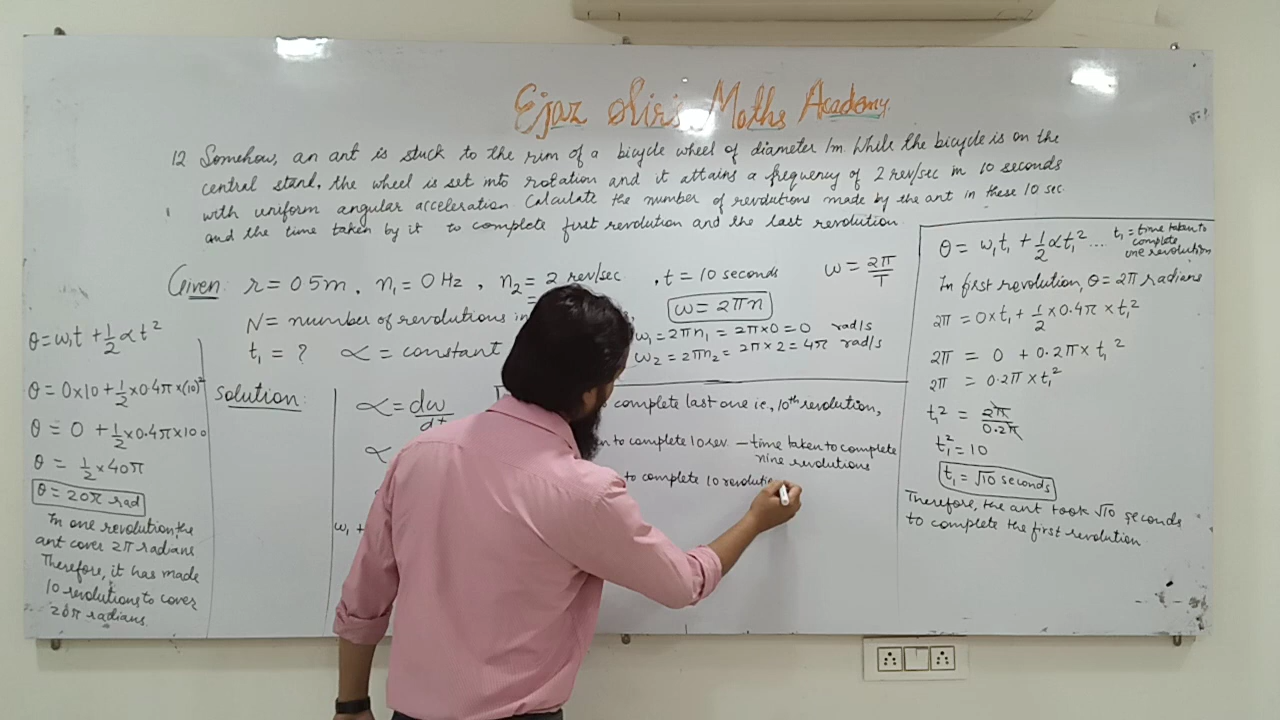 Ejaz Sir's Maths Academy
12 Somehow, an ant is stuck to the rim of a bicycle wheel of diameter 1m. While the bicycle is on the
central stand, the wheel is set into rotation and it attains a frequency of 2 rev/sec in 10 seconds
with uniform angular acceleration. Calculate the number of revolutions made by the ant in these 10 sec.
and the time taken by it to complete first revolution and the last revolution
Given: r = 0.5m, n₁ = 0 Hz, n₂ = 2 rev/sec, t = 10 seconds
N = number of revolutions in
t₁ = ? α = constant
ω = 2π/T
ω = 2πn
ω₁ = 2πn₁ = 2π×0 = 0 rad/s
ω₂ = 2πn₂ = 2π×2 = 4π rad/s
θ = ω₁t + 1/2 αt²
θ = 0×10 + 1/2 × 0.4π × (10)²
θ = 0 + 1/2 × 0.4π × 100
θ = 1/2 × 40π
θ = 20π rad
In one revolution, the
ant cover 2π radians
Therefore, it has made
10 revolutions to cover
20π radians.
Solution:
α = dω/dt
α
ω₁ +
to complete last one i.e., 10th revolution,
to complete 10 rev – time taken to complete
nine revolutions
to complete 10 revolutio
θ = ω₁t₁ + 1/2 αt₁² .... t₁ = time taken to
complete
one revolution
In first revolution, θ = 2π radians
2π = 0×t₁ + 1/2 × 0.4π × t₁²
2π = 0 + 0.2π × t₁²
2π = 0.2π × t₁²
t₁² = 2π/0.2π
t₁² = 10
t₁ = √10 seconds
Therefore, the ant took √10 seconds
to complete the first revolution